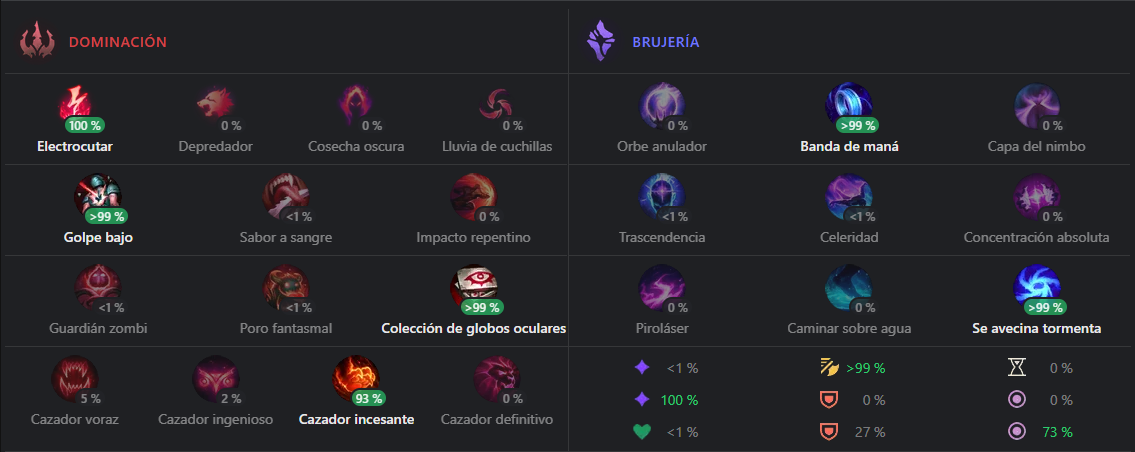 DOMINACIÓN
BRUJERÍA
100 %
0 %
0 %
0 %
Electrocutar
Depredador
Cosecha oscura
Lluvia de cuchillas
0 %
>99 %
0 %
Orbe anulador
Banda de maná
Capa del nimbo
>99 %
<1 %
0 %
Golpe bajo
Sabor a sangre
Impacto repentino
<1 %
<1 %
0 %
Trascendencia
Celeridad
Concentración absoluta
<1 %
<1 %
>99 %
Guardián zombi
Poro fantasmal
Colección de globos oculares
0 %
0 %
>99 %
Piroláser
Caminar sobre agua
Se avecina tormenta
5 %
2 %
93 %
0 %
Cazador voraz
Cazador ingenioso
Cazador incesante
Cazador definitivo
<1 %
>99 %
0 %
100 %
0 %
0 %
<1 %
27 %
73 %